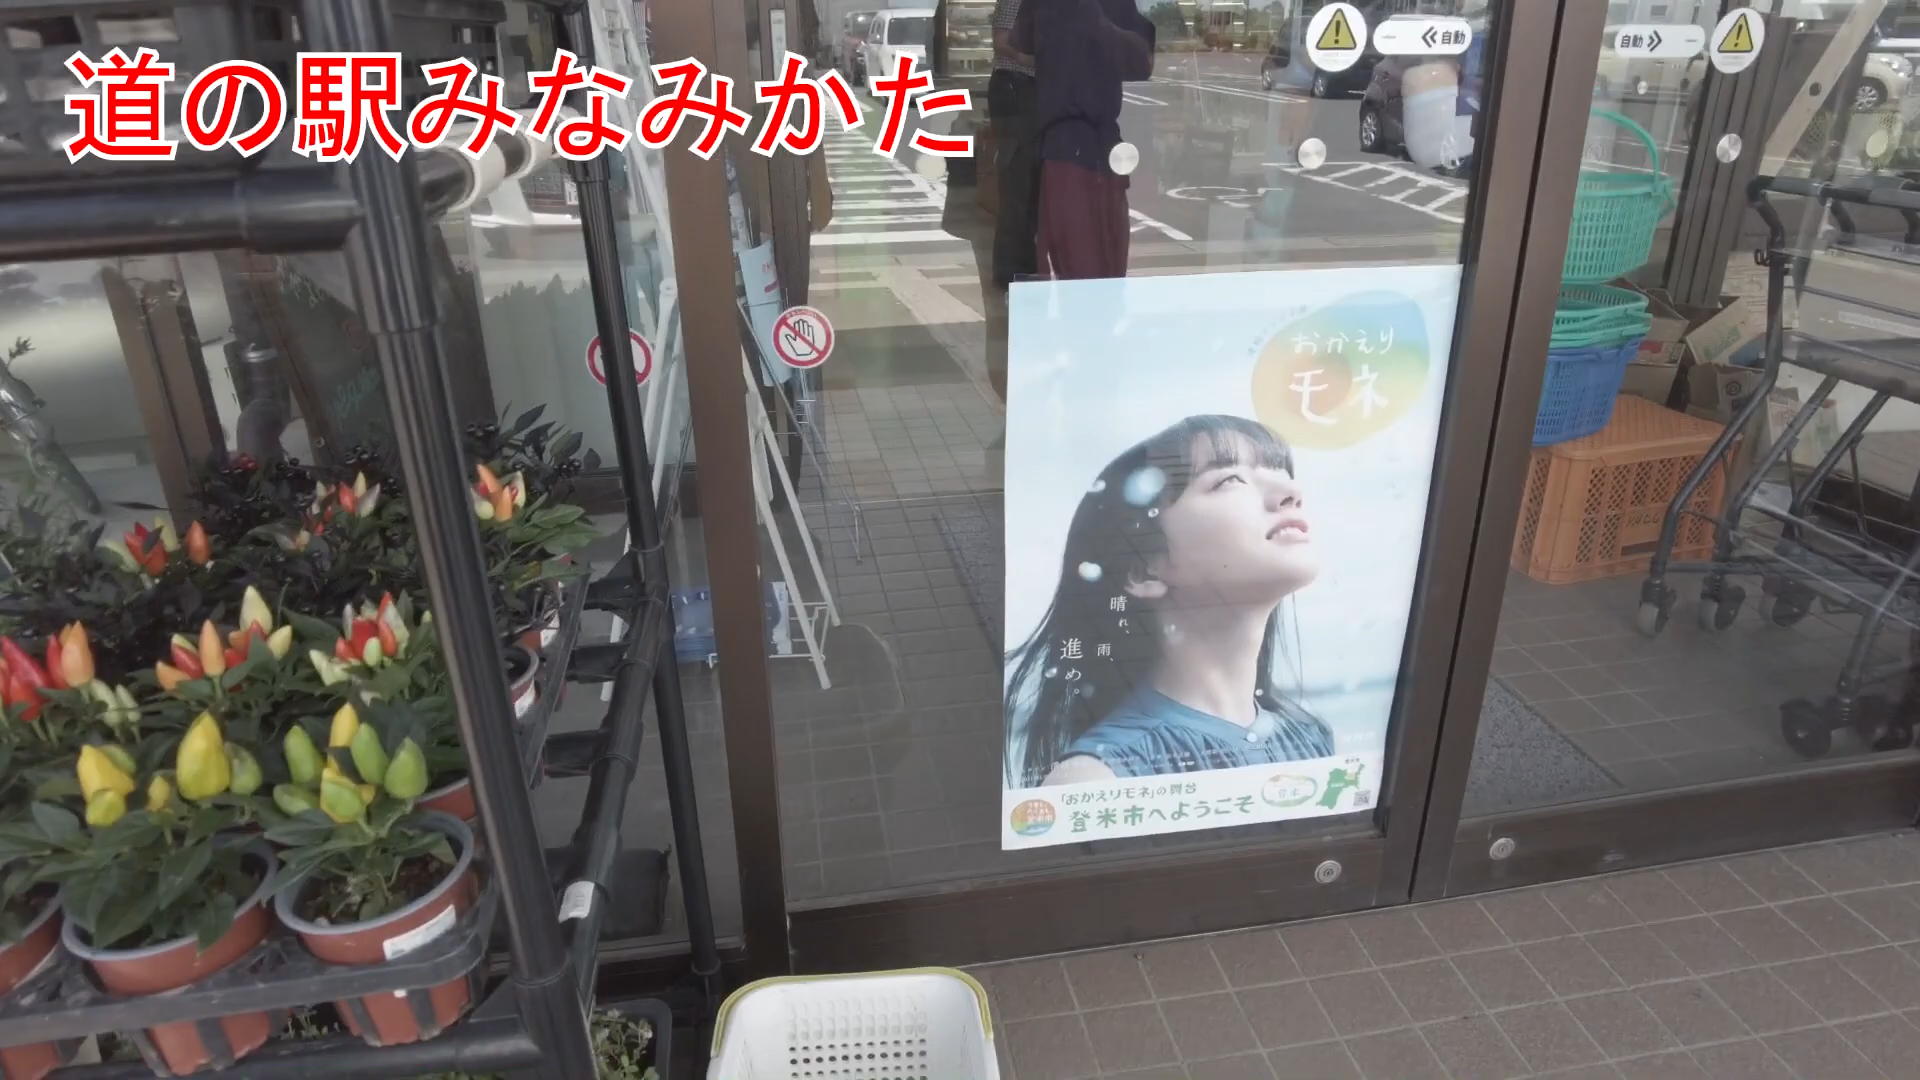 道の駅みなみかた
自動
自動
おかえり
モネ
晴れ、
雨、
進め。
「おかえりモネ」の舞台
登米市へようこそ
登米